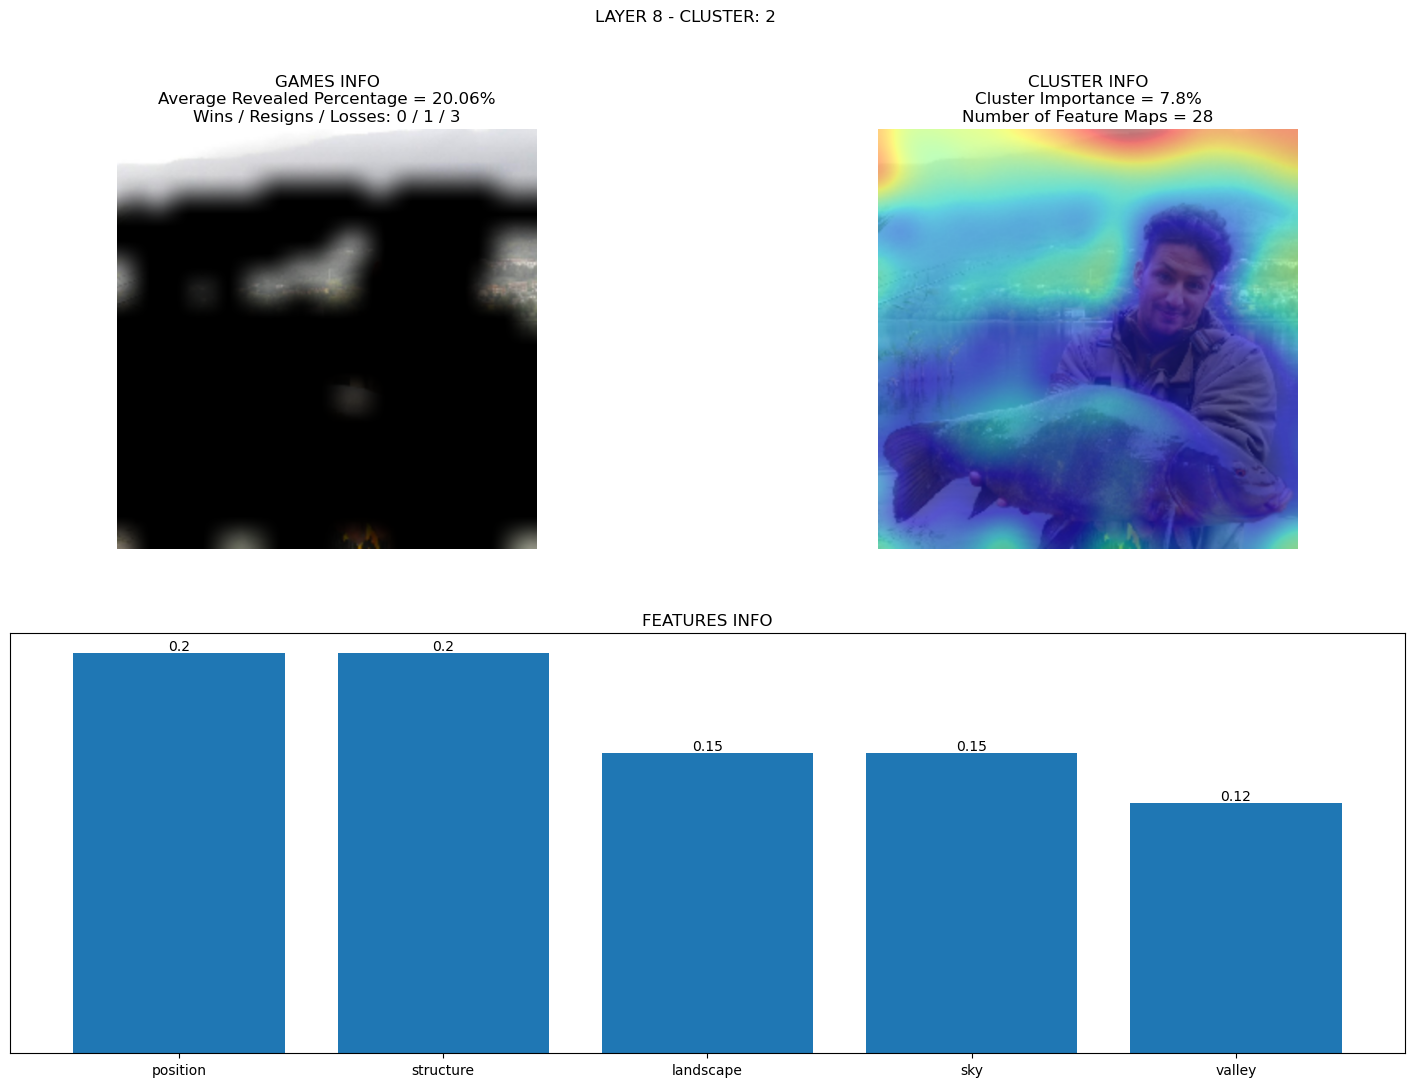 LAYER 8 - CLUSTER: 2
GAMES INFO
Average Revealed Percentage = 20.06%
Wins / Resigns / Losses: 0 / 1 / 3
CLUSTER INFO
Cluster Importance = 7.8%
Number of Feature Maps = 28
FEATURES INFO
0.2
0.2
0.15
0.15
0.12
position
structure
landscape
sky
valley